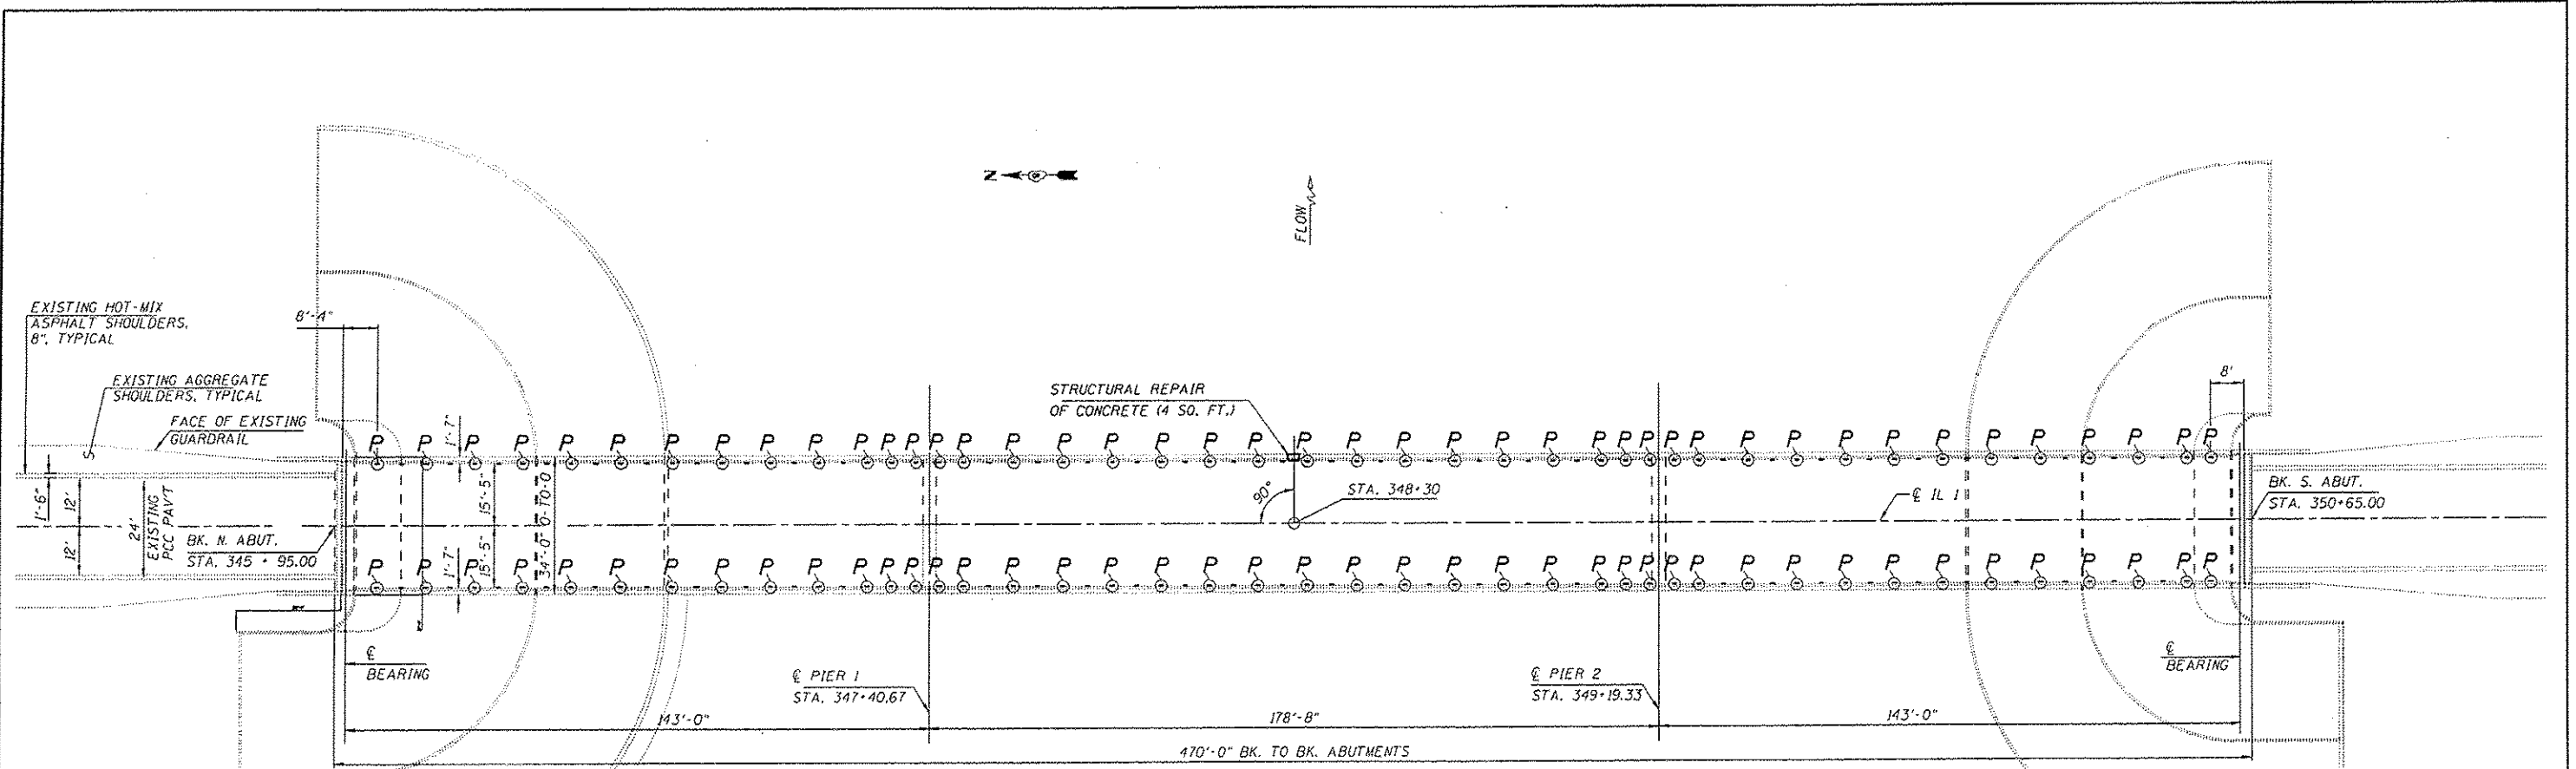 Z
FLOW
EXISTING HOT-MIX
ASPHALT SHOULDERS,
8", TYPICAL
8'-4"
EXISTING AGGREGATE
SHOULDERS, TYPICAL
FACE OF EXISTING
GUARDRAIL
STRUCTURAL REPAIR
OF CONCRETE (4 SQ. FT.)
8'
P P P P P P P P P P P P P P P P P P P P P P P P P P P P P P P P P P P P P P P P P P P
1'-7"
1'-6"
12'
12'
24'
EXISTING
PCC PAV'T
15'-5"
15'-5"
34'-0" O-TO-O
1'-7"
90°
STA. 348+30
℄ IL 1
BK. N. ABUT.
STA. 345 + 95.00
BK. S. ABUT.
STA. 350+65.00
P P P P P P P P P P P P P P P P P P P P P P P P P P P P P P P P P P P P P P P P P P P
℄
BEARING
℄ PIER 1
STA. 347+40.67
℄ PIER 2
STA. 349+19.33
℄
BEARING
143'-0"
178'-8"
143'-0"
470'-0" BK. TO BK. ABUTMENTS